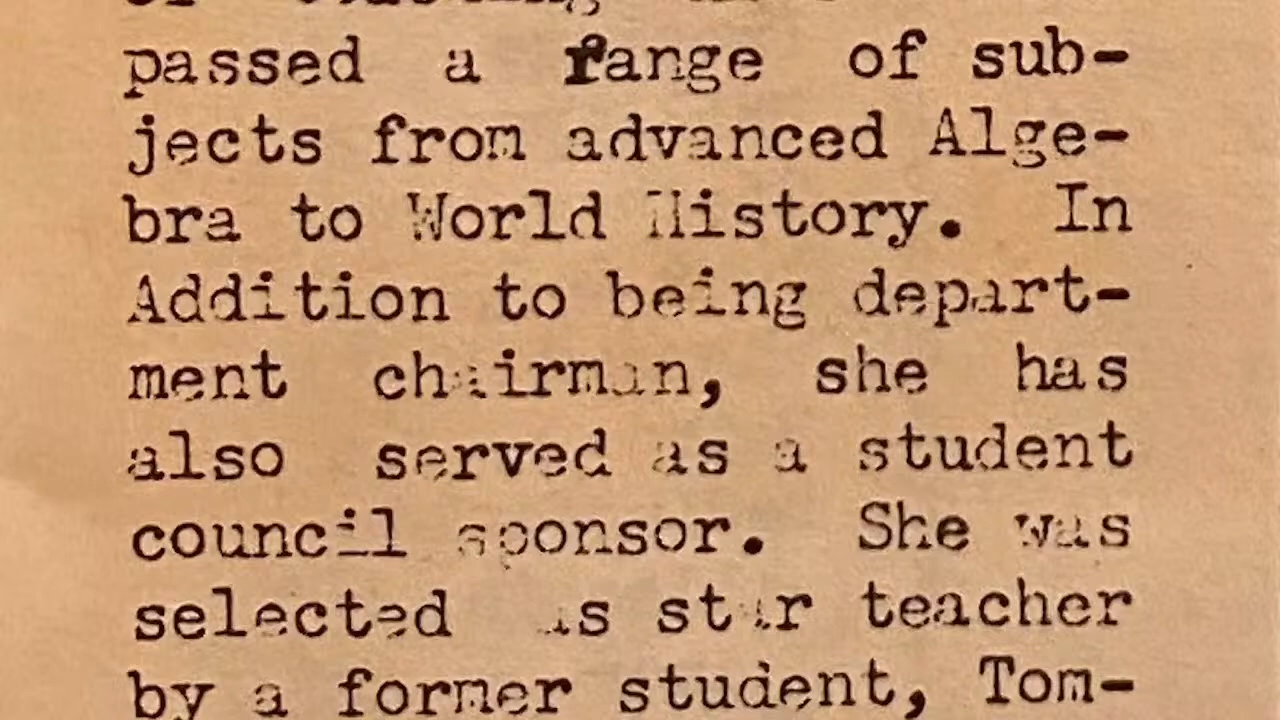 passed a range of sub-
jects from advanced Alge-
bra to World History. In
Addition to being depart-
ment chairman, she has
also served as a student
council sponsor. She was
selected as star teacher
by a former student, Tom-